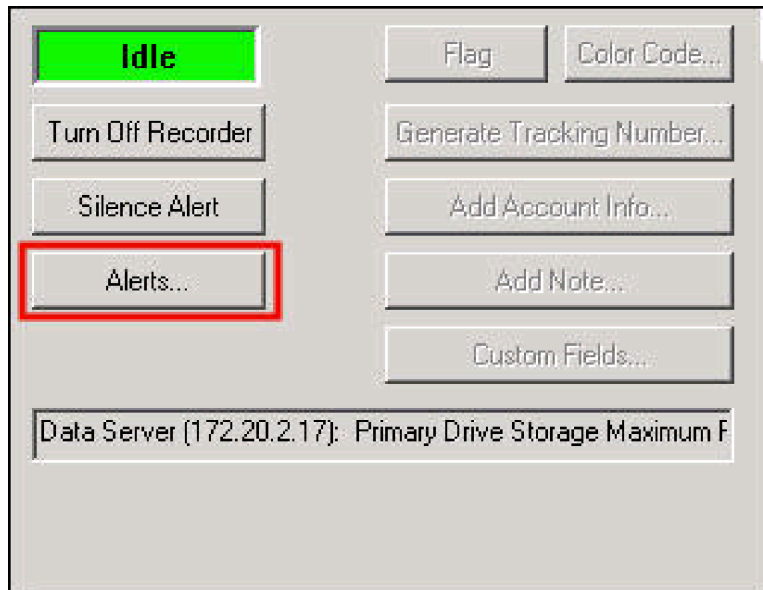 Idle
Flag
Color Code...
Turn Off Recorder
Generate Tracking Number...
Silence Alert
Add Account Info...
Alerts...
Add Note...
Custom Fields...
Data Server (172.20.2.17): Primary Drive Storage Maximum